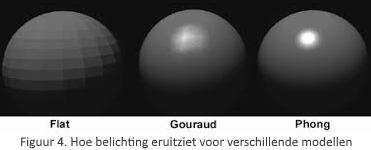 Flat Gouraud Phong
Figuur 4. Hoe belichting eruitziet voor verschillende modellen